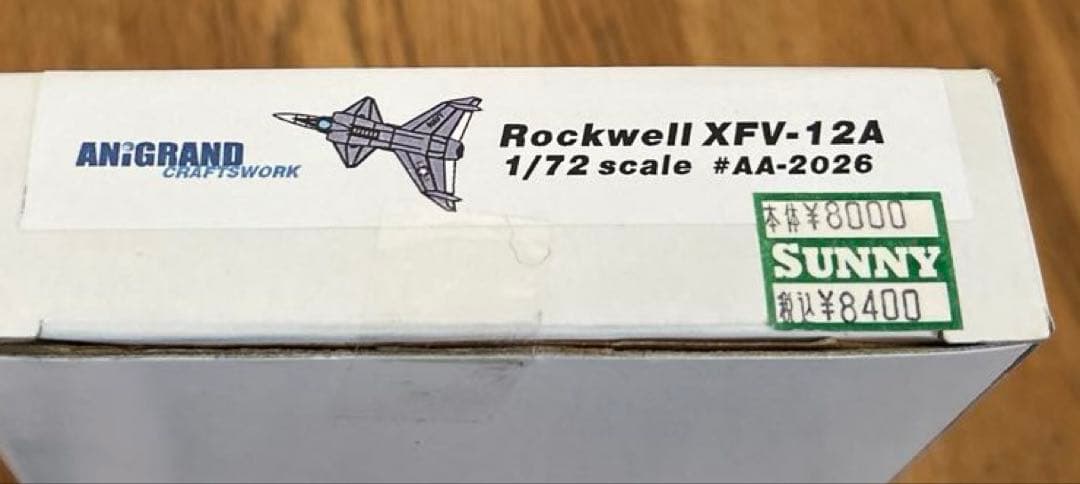 ANiGRAND
CRAFTSWORK
Rockwell XFV-12A
1/72 scale #AA-2026
本体¥8000
SUNNY
税込¥8400